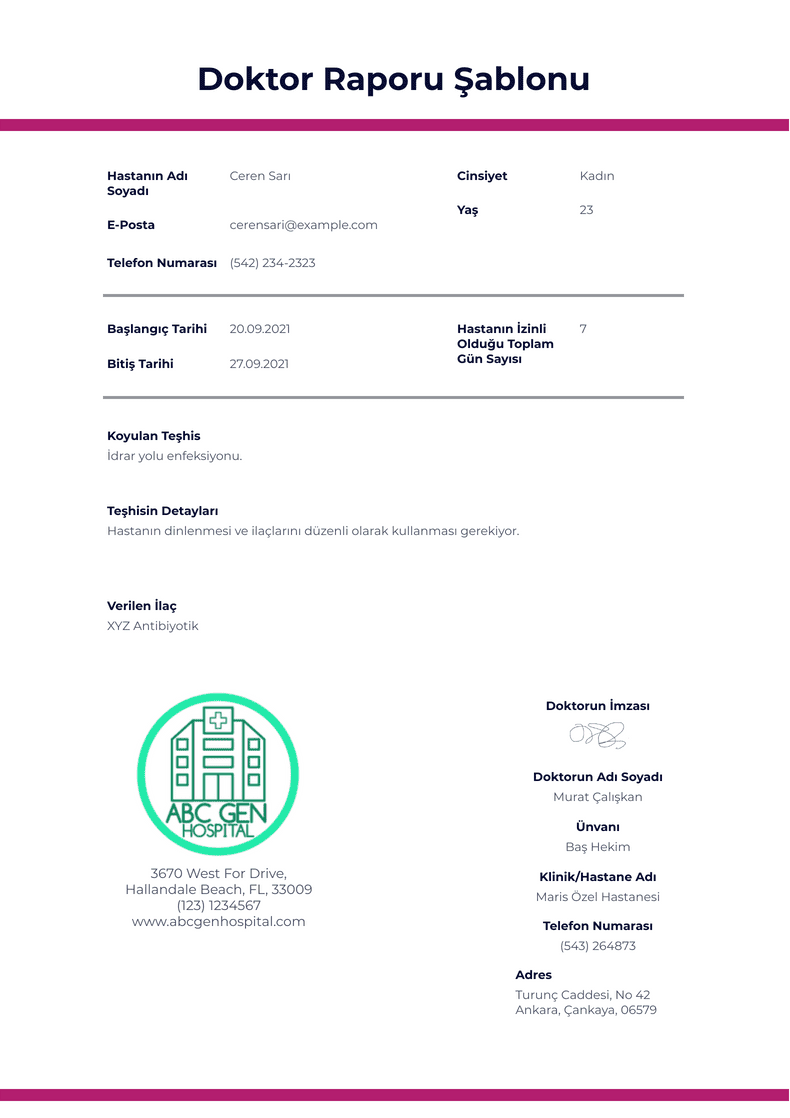 Doktor Raporu Şablonu
Hastanın Adı
Soyadı
Ceren Sarı
Cinsiyet
Kadın
Yaş
23
E-Posta
cerensari@example.com
Telefon Numarası
(542) 234-2323
Başlangıç Tarihi
20.09.2021
Hastanın İzinli
Olduğu Toplam
Gün Sayısı
7
Bitiş Tarihi
27.09.2021
Koyulan Teşhis
İdrar yolu enfeksiyonu.
Teşhisin Detayları
Hastanın dinlenmesi ve ilaçlarını düzenli olarak kullanması gerekiyor.
Verilen İlaç
XYZ Antibiyotik
ABC GEN
HOSPITAL
3670 West For Drive,
Hallandale Beach, FL, 33009
(123) 1234567
www.abcgenhospital.com
Doktorun İmzası
Doktorun Adı Soyadı
Murat Çalışkan
Ünvanı
Baş Hekim
Klinik/Hastane Adı
Maris Özel Hastanesi
Telefon Numarası
(543) 264873
Adres
Turunç Caddesi, No 42
Ankara, Çankaya, 06579